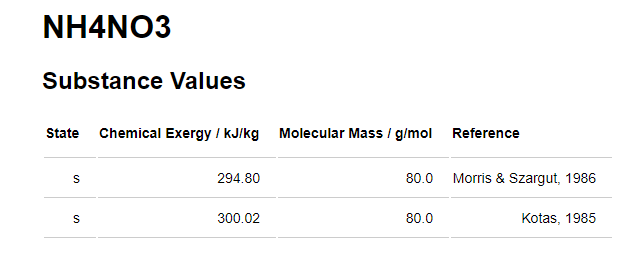 NH4NO3
Substance Values
State Chemical Exergy / kJ/kg Molecular Mass / g/mol Reference
s 294.80 80.0 Morris & Szargut, 1986
s 300.02 80.0 Kotas, 1985